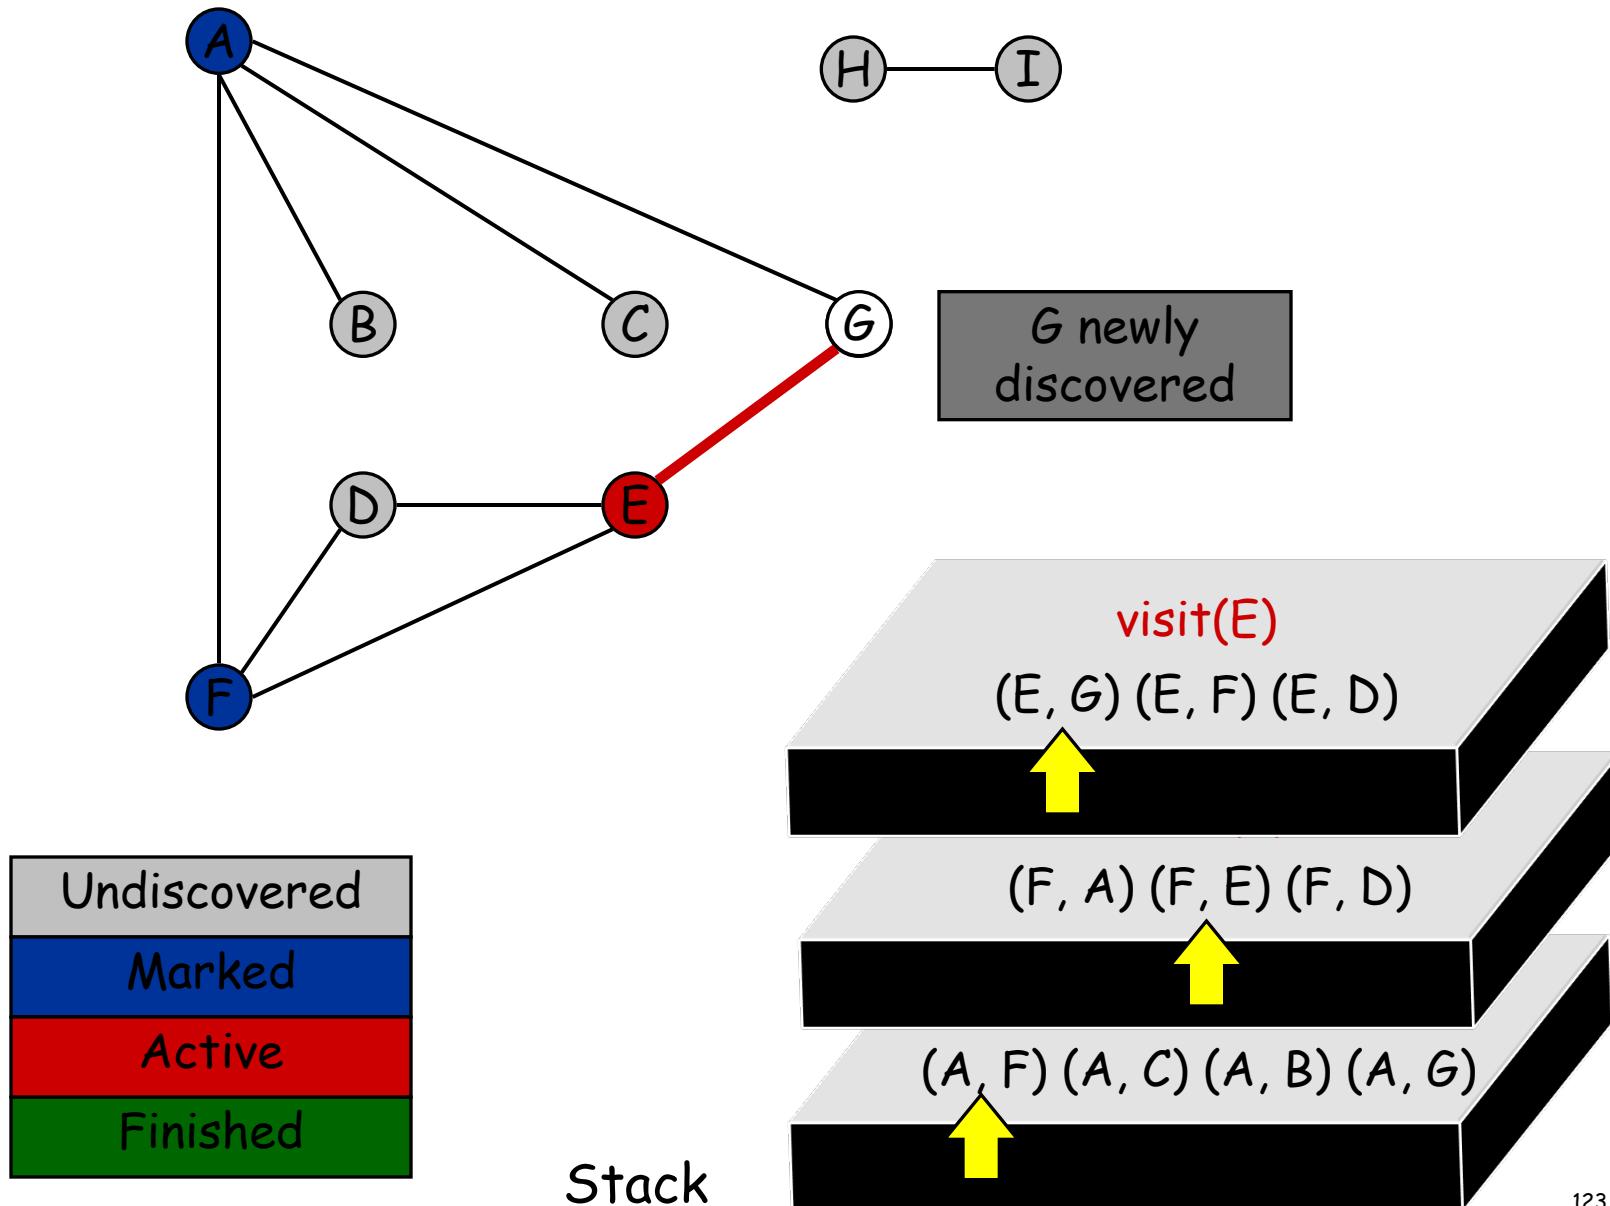 A
H
I
B
C
G
G newly
discovered
D
E
F
visit(E)
(E, G) (E, F) (E, D)
(F, A) (F, E) (F, D)
(A, F) (A, C) (A, B) (A, G)
Undiscovered
Marked
Active
Finished
Stack
123